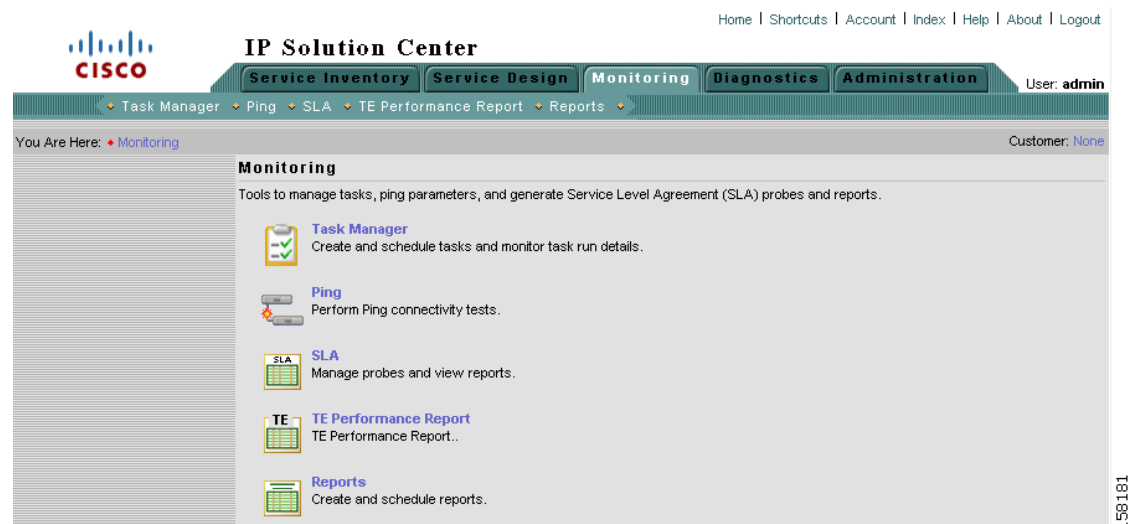 Home | Shortcuts | Account | Index | Help | About | Logout
CISCO
IP Solution Center
Service Inventory Service Design Monitoring Diagnostics Administration
User: admin
Task Manager Ping SLA TE Performance Report Reports
You Are Here: Monitoring
Customer: None
Monitoring
Tools to manage tasks, ping parameters, and generate Service Level Agreement (SLA) probes and reports.
Task Manager
Create and schedule tasks and monitor task run details.
Ping
Perform Ping connectivity tests.
SLA
SLA
Manage probes and view reports.
TE
TE Performance Report
TE Performance Report..
Reports
Create and schedule reports.
58181